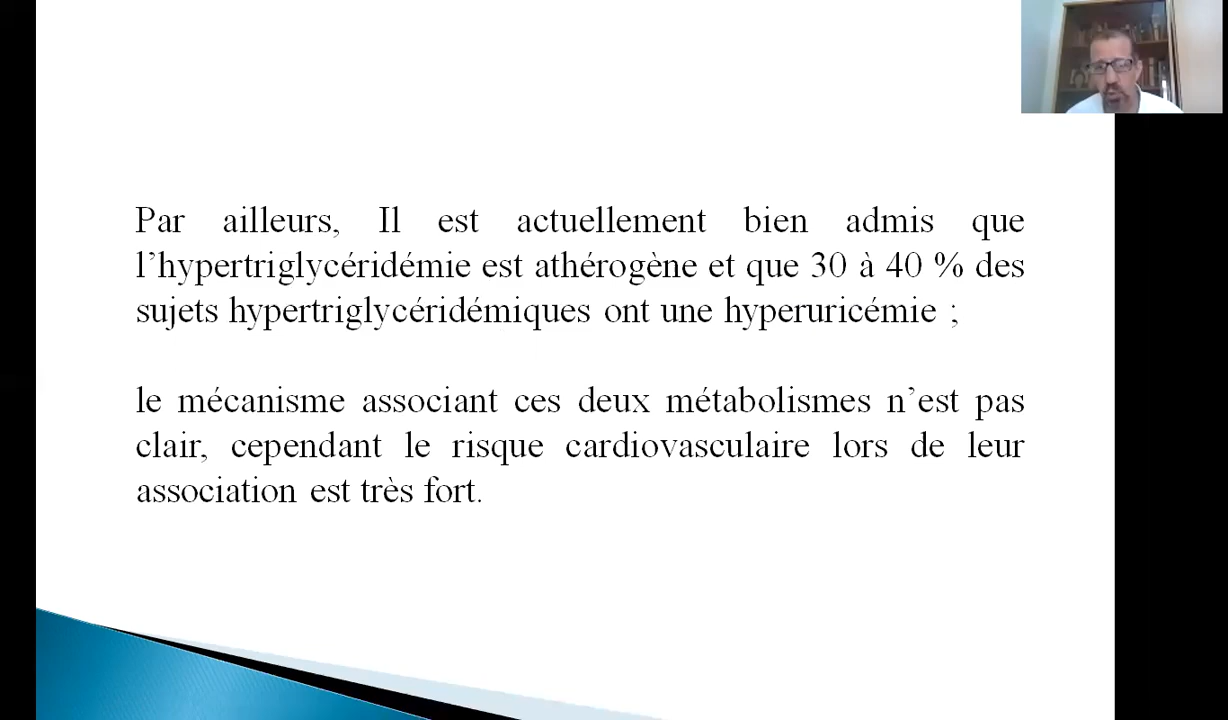 Par ailleurs, Il est actuellement bien admis que
l’hypertriglycéridémie est athérogène et que 30 à 40 % des
sujets hypertriglycéridémiques ont une hyperuricémie ;
le mécanisme associant ces deux métabolismes n’est pas
clair, cependant le risque cardiovasculaire lors de leur
association est très fort.